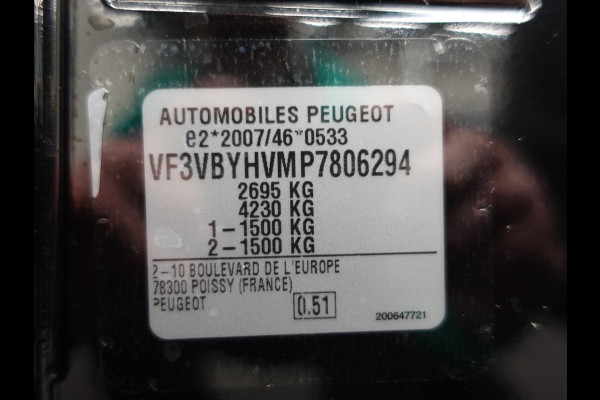 AUTOMOBILES PEUGEOT
e2*2007/46*0533
VF3VBYHVMP7806294
2695 KG
4230 KG
1-1500 KG
2-1500 KG
2-10 BOULEVARD DE L'EUROPE
78300 POISSY (FRANCE)
PEUGEOT
0.51
200647721